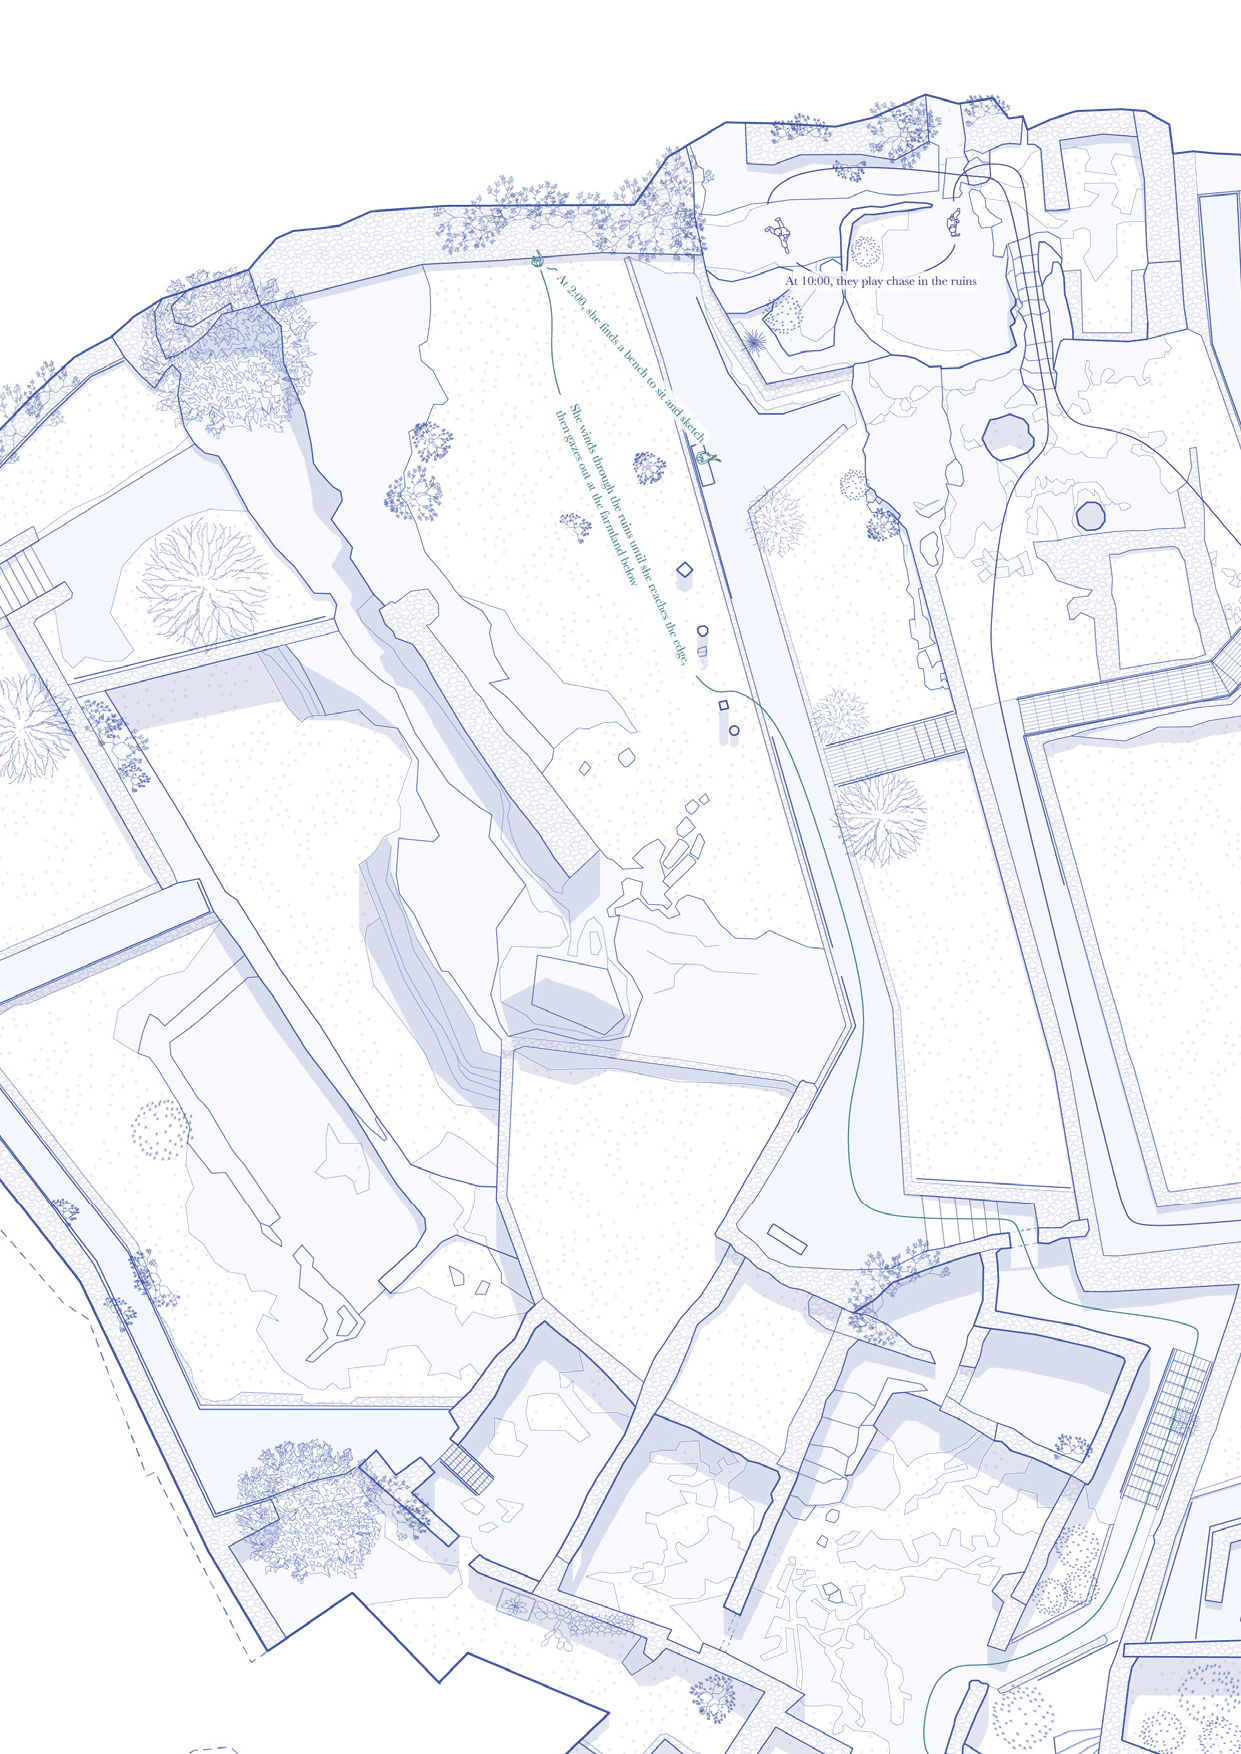 At 10:00, they play chase in the ruins
At 2:00, she finds a bench to sit and sketch
She winds through the ruins until she reaches the edge,
then gazes out at the farmland below